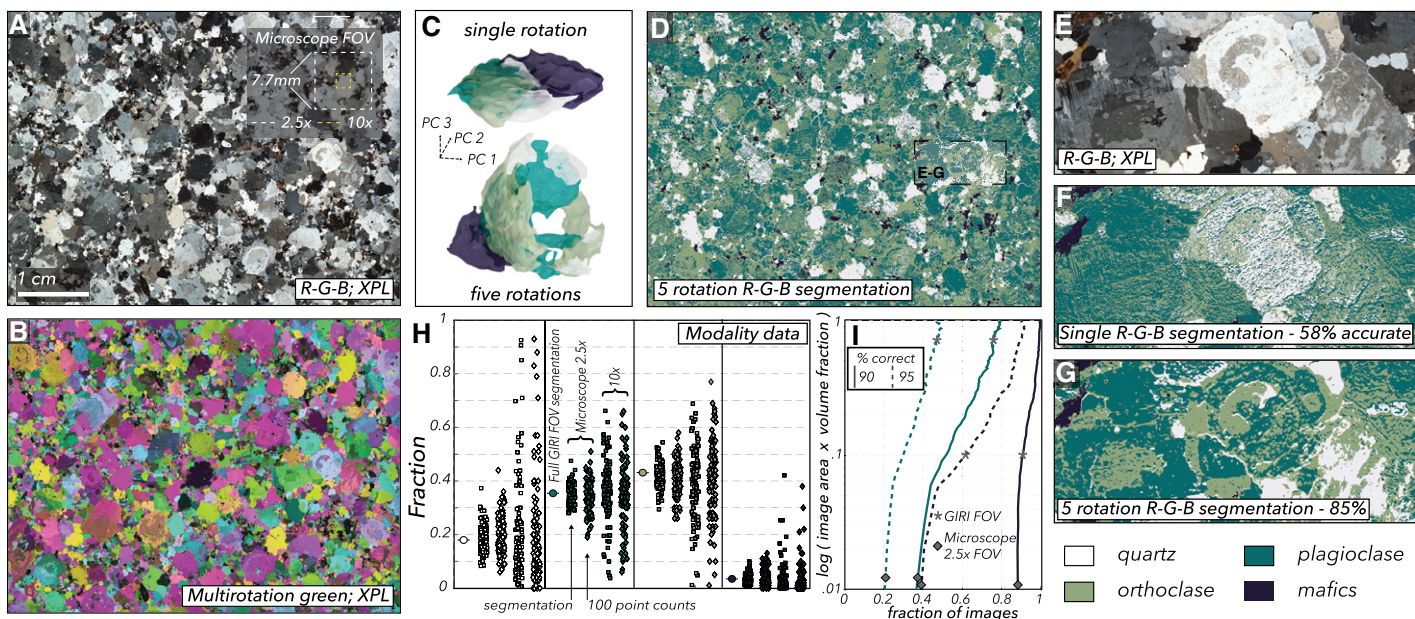 A
Microscope FOV
7.7mm
2.5x
10x
1 cm
R-G-B; XPL
B
Multirotation green; XPL
C
single rotation
PC 3
PC 2
PC 1
five rotations
D
E-G
5 rotation R-G-B segmentation
E
R-G-B; XPL
F
Single R-G-B segmentation - 58% accurate
G
5 rotation R-G-B segmentation - 85%
quartz
plagioclase
orthoclase
mafics
H
Modality data
Fraction
1
0.8
0.6
0.4
0.2
0
Full GIRI FOV segmentation
Microscope 2.5x
10x
segmentation
100 point counts
I
% correct
90
95
log ( image area x volume fraction )
1
.1
.01
GIRI FOV
Microscope
2.5x FOV
0
0.2
0.4
0.6
0.8
1
fraction of images